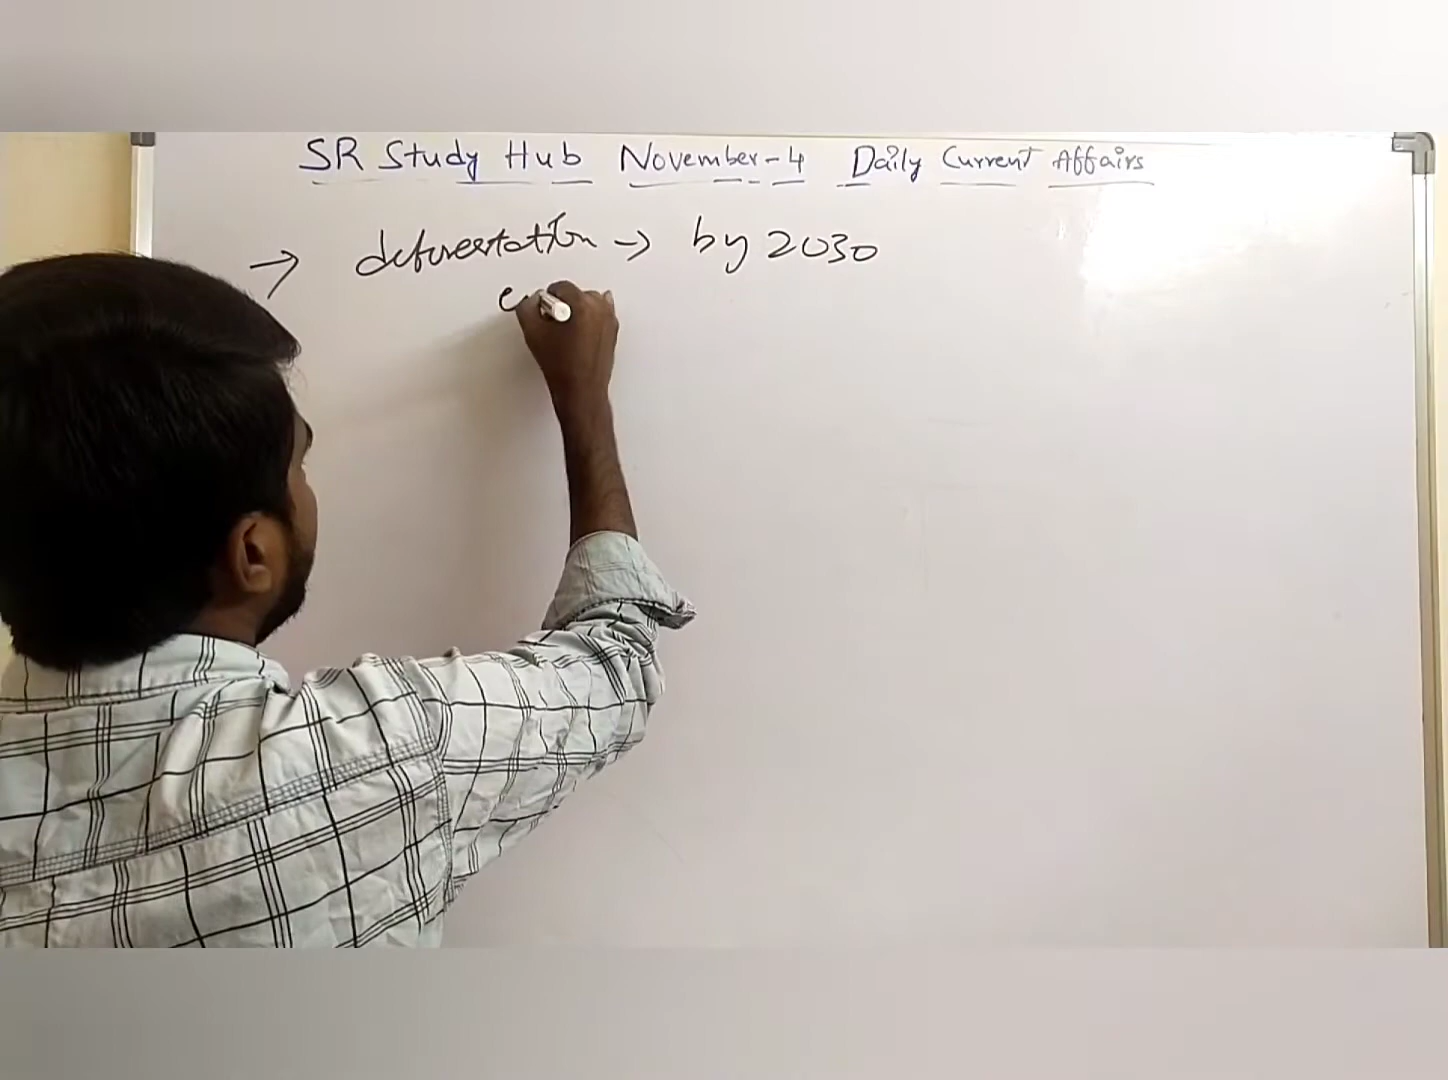 SR Study Hub November-4 Daily Current Affairs
→ deforestation → by 2030
e